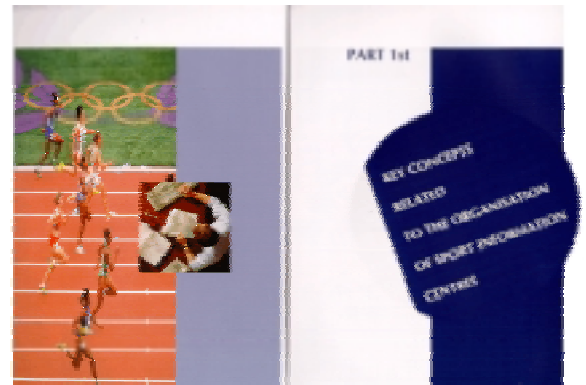 PART 1st
KEY CONCEPTS
RELATED
TO THE ORGANISATION
OF SPORT INFORMATION
CENTRES